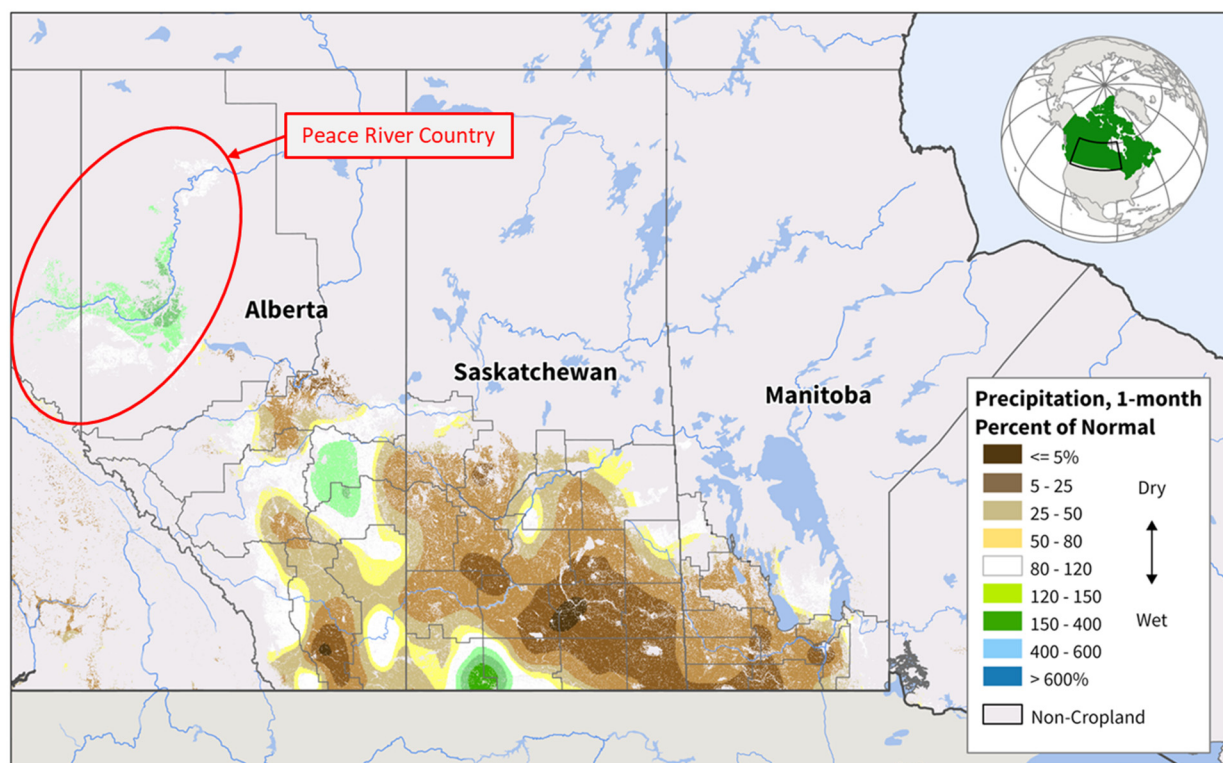 Peace River Country
Alberta
Saskatchewan
Manitoba
Precipitation, 1-month
Percent of Normal
<= 5%
5 - 25
25 - 50
50 - 80
80 - 120
120 - 150
150 - 400
400 - 600
> 600%
Dry
Wet
Non-Cropland